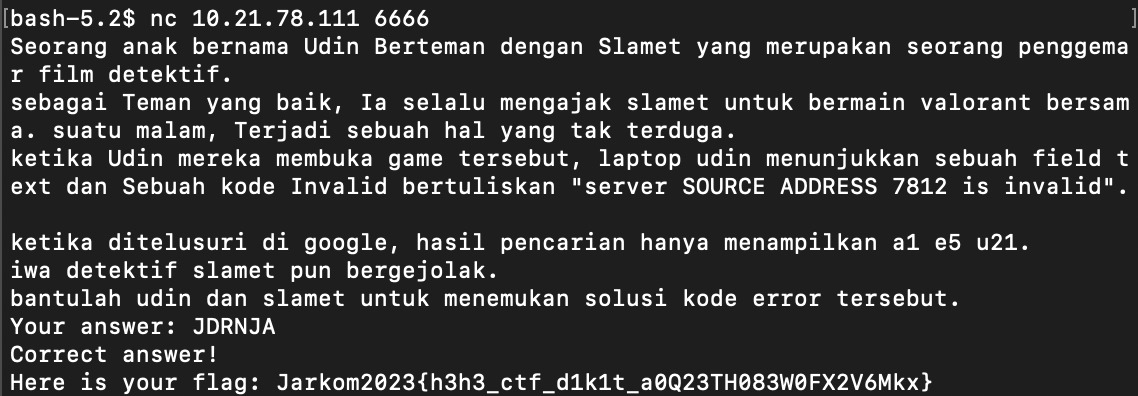 [bash-5.2$ nc 10.21.78.111 6666 ]
Seorang anak bernama Udin Berteman dengan Slamet yang merupakan seorang penggema
r film detektif.
sebagai Teman yang baik, Ia selalu mengajak slamet untuk bermain valorant bersam
a. suatu malam, Terjadi sebuah hal yang tak terduga.
ketika Udin mereka membuka game tersebut, laptop udin menunjukkan sebuah field t
ext dan Sebuah kode Invalid bertuliskan "server SOURCE ADDRESS 7812 is invalid".
ketika ditelusuri di google, hasil pencarian hanya menampilkan a1 e5 u21.
iwa detektif slamet pun bergejolak.
bantulah udin dan slamet untuk menemukan solusi kode error tersebut.
Your answer: JDRNJA
Correct answer!
Here is your flag: Jarkom2023{h3h3_ctf_d1k1t_a0Q23TH083W0FX2V6Mkx}